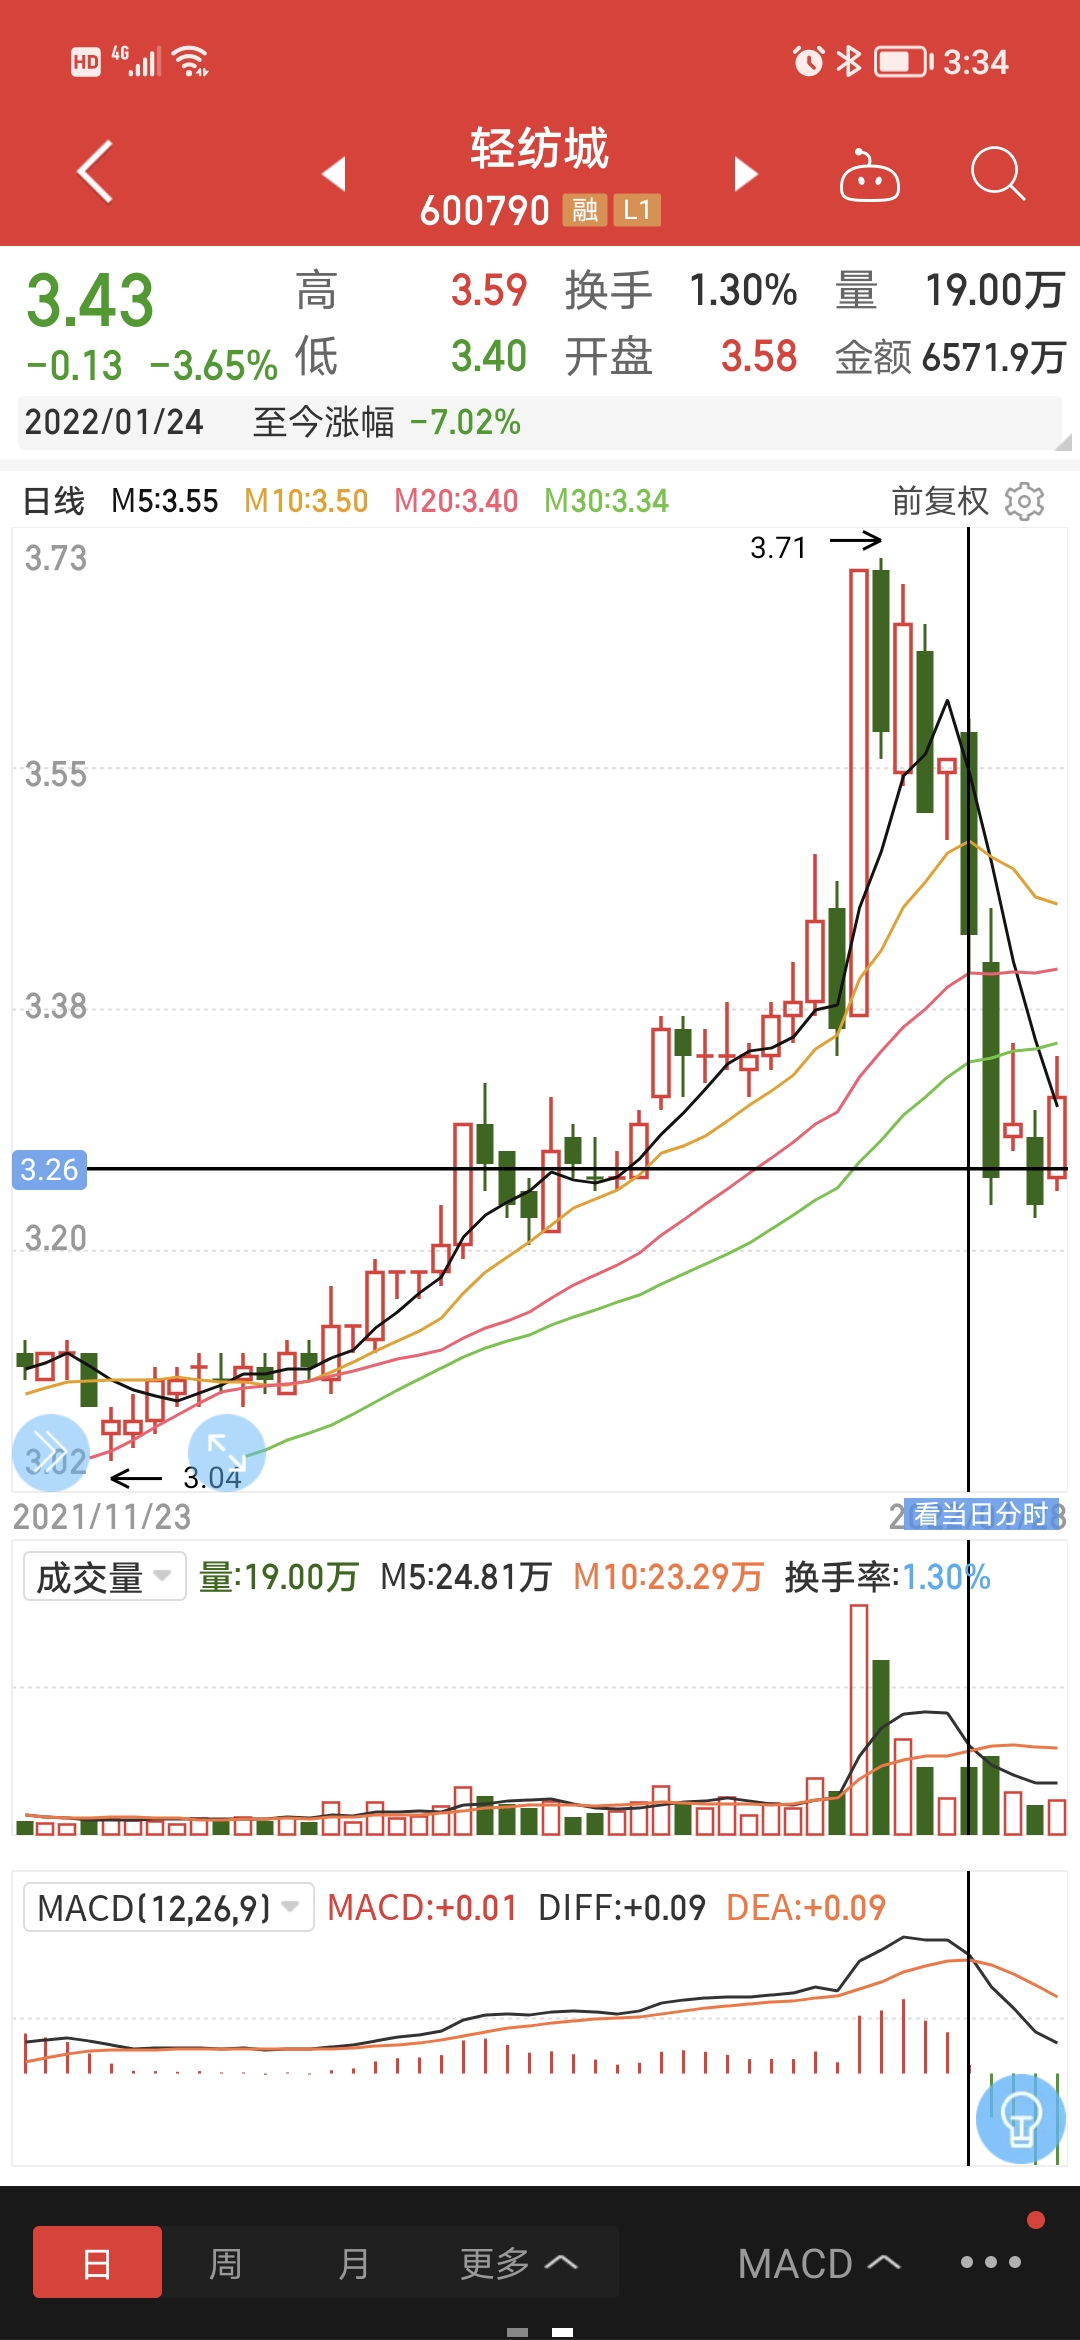 HD 4G 3:34
轻纺城
600790 融 L1
3.43 高 3.59 换手 1.30% 量 19.00万
-0.13 -3.65% 低 3.40 开盘 3.58 金额 6571.9万
2022/01/24 至今涨幅 -7.02%
日线 M5:3.55 M10:3.50 M20:3.40 M30:3.34 前复权
3.71
3.73
3.55
3.38
3.26
3.20
3.02
3.04
2021/11/23 看当日分时
成交量 量:19.00万 M5:24.81万 M10:23.29万 换手率:1.30%
MACD(12,26,9) MACD:+0.01 DIFF:+0.09 DEA:+0.09
日 周 月 更多 MACD